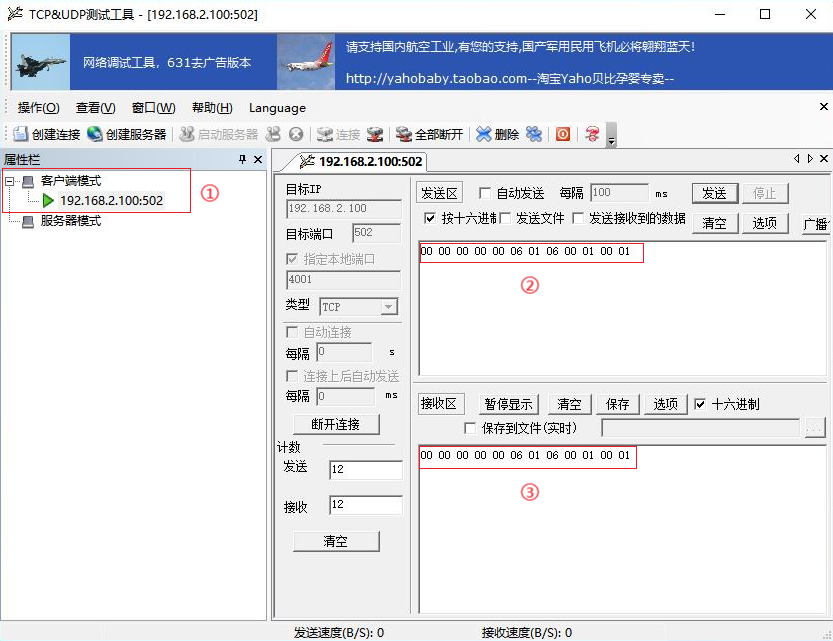 TCP&UDP测试工具 - [192.168.2.100:502]
网络调试工具，631去广告版本
请支持国内航空工业,有您的支持,国产军用民用飞机必将翱翔蓝天!
http://yahobaby.taobao.com--淘宝Yaho贝比孕婴专卖--
操作(O) 查看(V) 窗口(W) 帮助(H) Language
创建连接 创建服务器 启动服务器 连接 全部断开 删除
属性栏
192.168.2.100:502
客户端模式
192.168.2.100:502
服务器模式
①
目标IP
192.168.2.100
目标端口 502
指定本地端口
4001
类型 TCP
自动连接
每隔 0 s
连接上后自动发送
每隔 0 ms
断开连接
计数
发送 12
接收 12
清空
发送区 自动发送 每隔 100 ms 发送 停止
按十六进制 发送文件 发送接收到的数据 清空 选项 广播
00 00 00 00 00 06 01 06 00 01 00 01
②
接收区 暂停显示 清空 保存 选项 十六进制
保存到文件(实时) ...
00 00 00 00 00 06 01 06 00 01 00 01
③
发送速度(B/S): 0 接收速度(B/S): 0